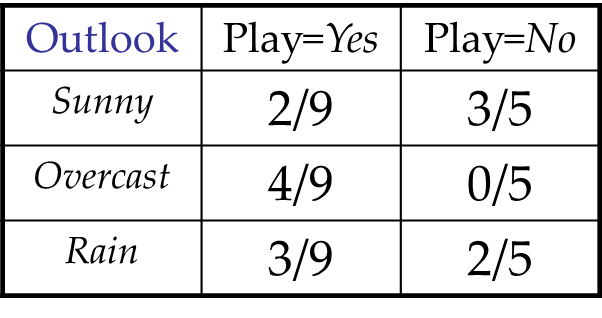 Outlook Play=Yes Play=No
Sunny 2/9 3/5
Overcast 4/9 0/5
Rain 3/9 2/5